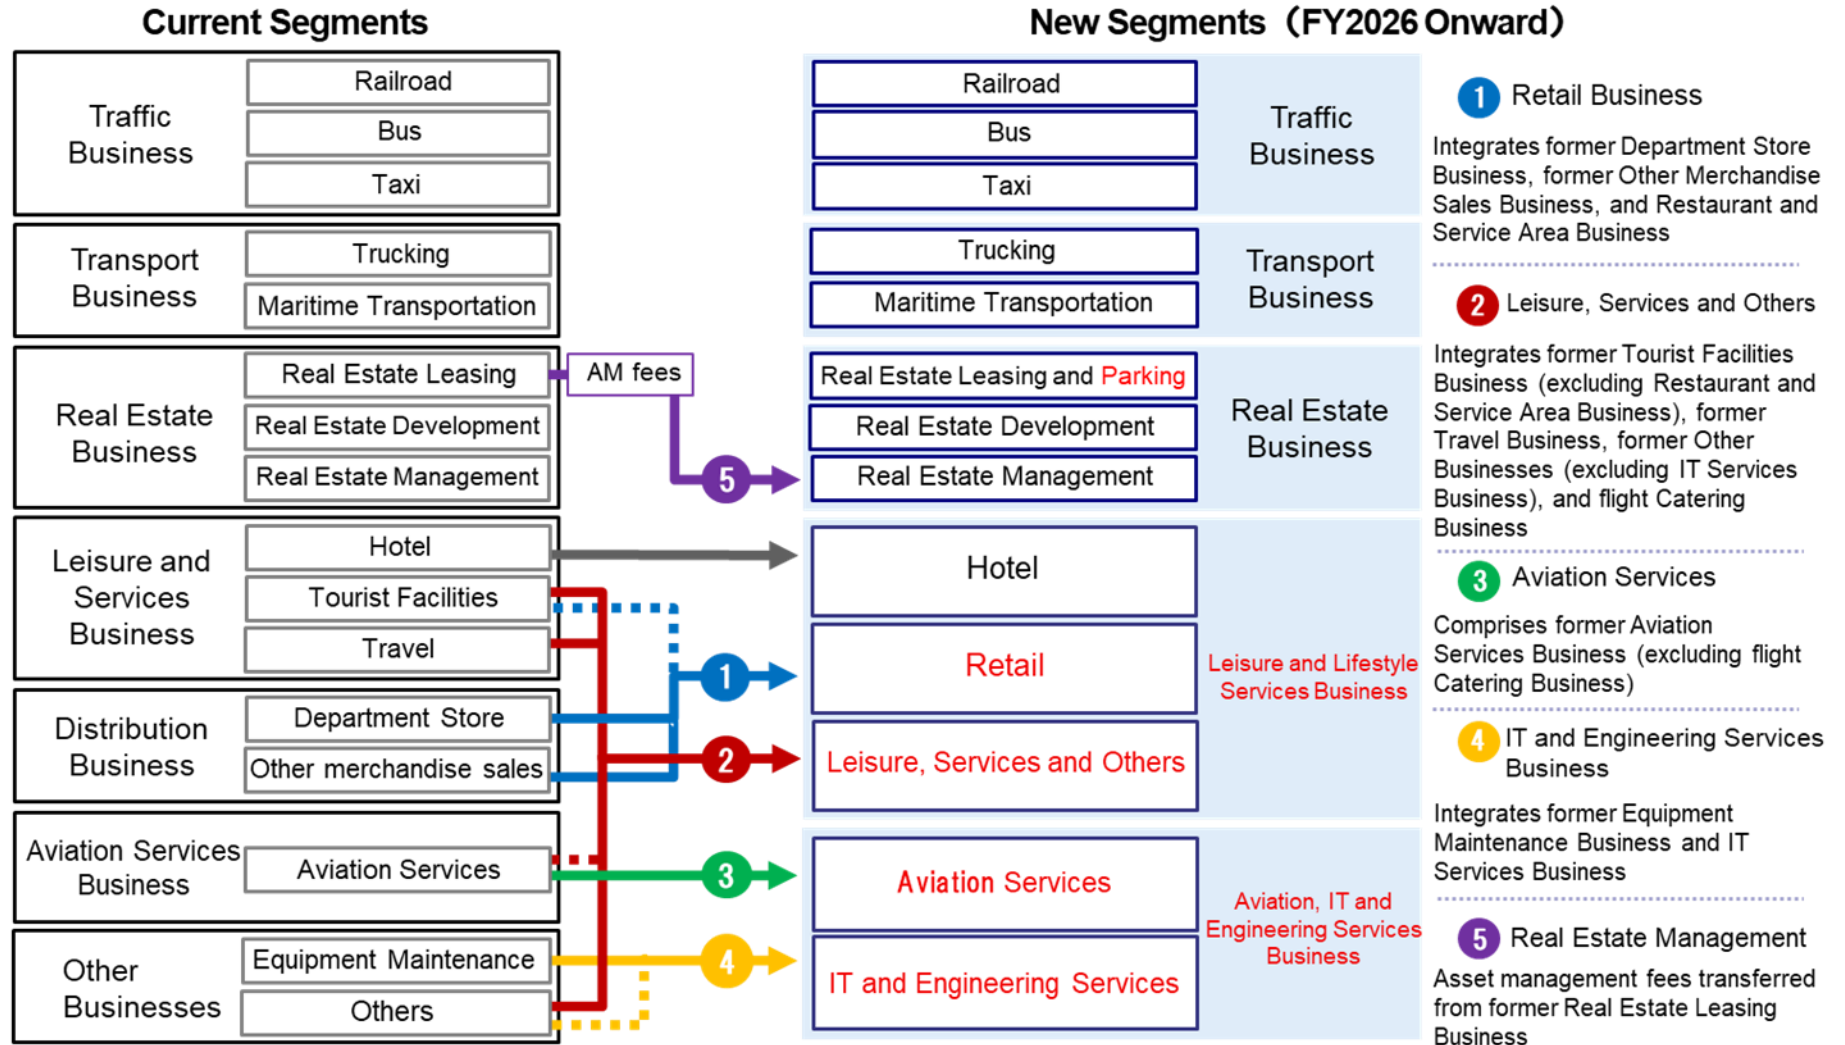 Current Segments
New Segments（FY2026 Onward）
Traffic
Business
Railroad
Bus
Taxi
Transport
Business
Trucking
Maritime Transportation
Real Estate
Business
Real Estate Leasing
Real Estate Development
Real Estate Management
AM fees
5
Leisure and
Services
Business
Hotel
Tourist Facilities
Travel
1
Distribution
Business
Department Store
Other merchandise sales
2
Aviation Services
Business
Aviation Services
3
Other
Businesses
Equipment Maintenance
Others
4
Railroad
Bus
Taxi
Traffic
Business
Trucking
Maritime Transportation
Transport
Business
Real Estate Leasing and Parking
Real Estate Development
Real Estate Management
Real Estate
Business
Hotel
Retail
Leisure, Services and Others
Leisure and Lifestyle
Services Business
Aviation Services
IT and Engineering Services
Aviation, IT and
Engineering Services
Business
1 Retail Business
Integrates former Department Store
Business, former Other Merchandise
Sales Business, and Restaurant and
Service Area Business
2 Leisure, Services and Others
Integrates former Tourist Facilities
Business (excluding Restaurant and
Service Area Business), former
Travel Business, former Other
Businesses (excluding IT Services
Business), and flight Catering
Business
3 Aviation Services
Comprises former Aviation
Services Business (excluding flight
Catering Business)
4 IT and Engineering Services
Business
Integrates former Equipment
Maintenance Business and IT
Services Business
5 Real Estate Management
Asset management fees transferred
from former Real Estate Leasing
Business